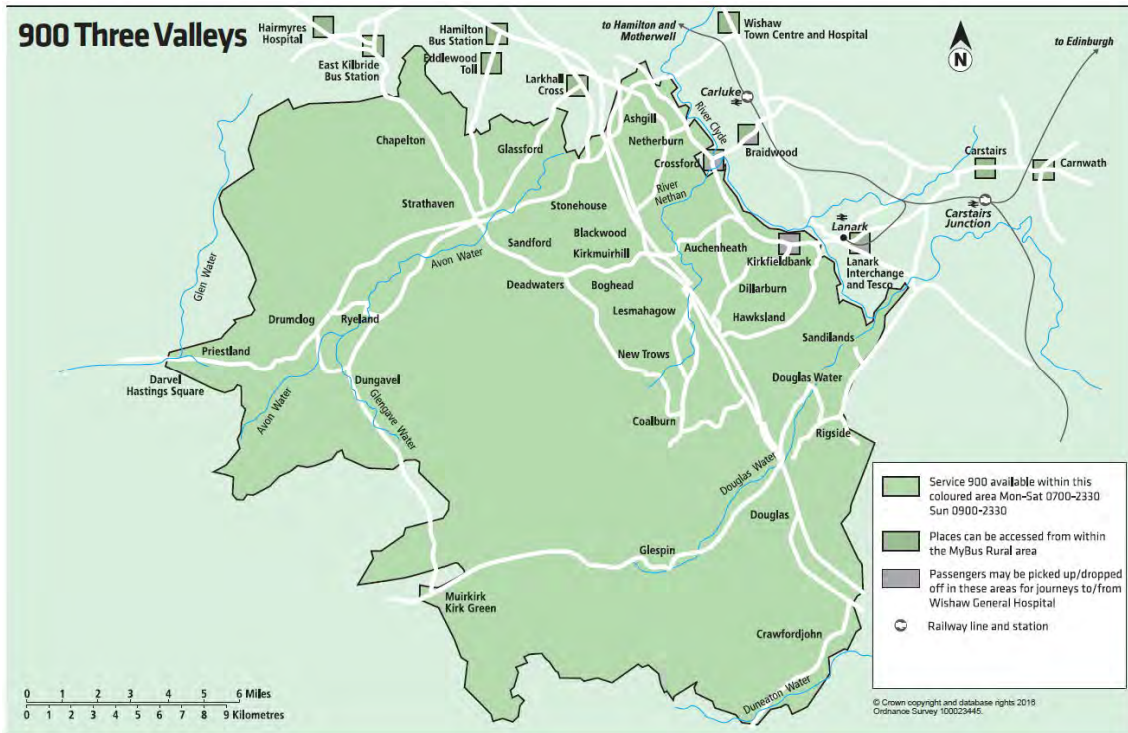 900 Three Valleys
Hairmyres
Hospital
East Kilbride
Bus Station
Hamilton
Bus Station
Eddlewood
Toll
Larkhall
Cross
to Hamilton and
Motherwell
Wishaw
Town Centre and Hospital
N
to Edinburgh
Carluke
River Clyde
Ashgill
Netherburn
Crossford
Braidwood
Carstairs
Carnwath
Carstairs
Junction
Chapelton
Glassford
Strathaven
Stonehouse
River
Nethan
Lanark
Lanark
Interchange
and Tesco
Kirkfieldbank
Sandford
Blackwood
Kirkmuirhill
Auchenheath
Avon Water
Deadwaters
Boghead
Dillarburn
Lesmahagow
Hawksland
Glen Water
Drumclog
Ryeland
Sandilands
Priestland
New Trows
Darvel
Hastings Square
Dungavel
Douglas Water
Avon Water
Glengave Water
Coalburn
Rigside
Douglas Water
Douglas
Glespin
Muirkirk
Kirk Green
Crawfordjohn
Duneaton Water
Service 900 available within this
coloured area Mon-Sat 0700-2330
Sun 0900-2330
Places can be accessed from within
the MyBus Rural area
Passengers may be picked up/dropped
off in these areas for journeys to/from
Wishaw General Hospital
Railway line and station
0 1 2 3 4 5 6 Miles
0 1 2 3 4 5 6 7 8 9 Kilometres
© Crown copyright and database rights 2016
Ordnance Survey 100023445.